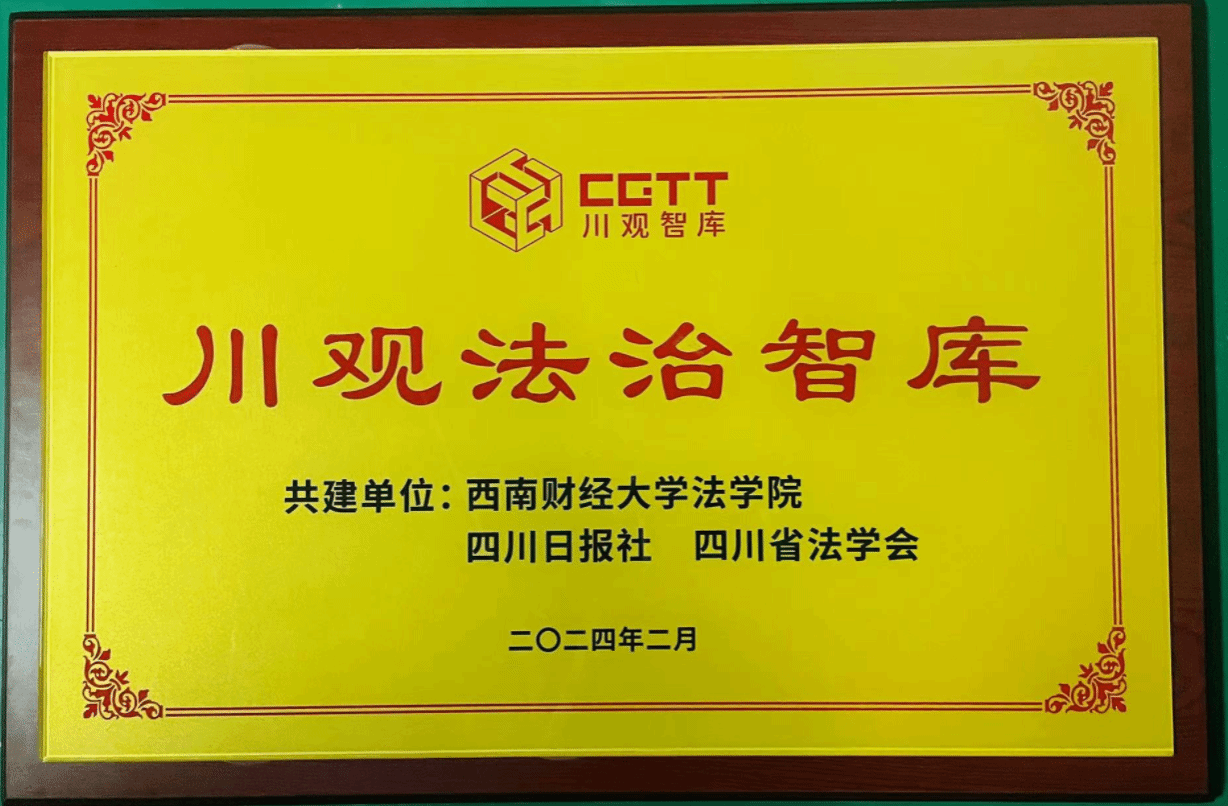 CGTT
川观智库
川观法治智库
共建单位：西南财经大学法学院
四川日报社 四川省法学会
二〇二四年二月